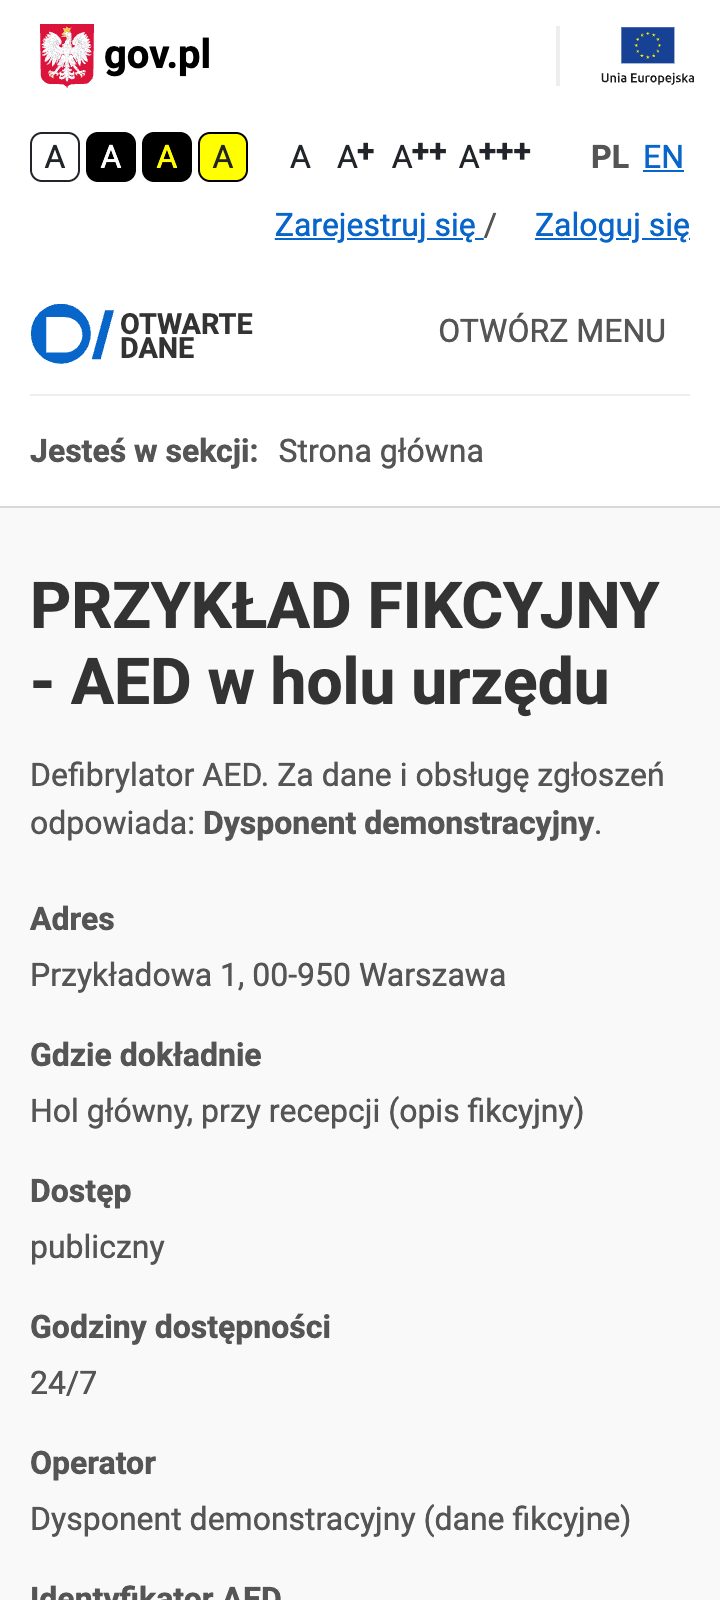 gov.pl
Unia Europejska
A A A A A A+ A++ A+++ PL EN
Zarejestruj się / Zaloguj się
OTWARTE
DANE
OTWÓRZ MENU
Jesteś w sekcji: Strona główna
PRZYKŁAD FIKCYJNY
- AED w holu urzędu
Defibrylator AED. Za dane i obsługę zgłoszeń
odpowiada: Dysponent demonstracyjny.
Adres
Przykładowa 1, 00-950 Warszawa
Gdzie dokładnie
Hol główny, przy recepcji (opis fikcyjny)
Dostęp
publiczny
Godziny dostępności
24/7
Operator
Dysponent demonstracyjny (dane fikcyjne)
Identyfikator AED